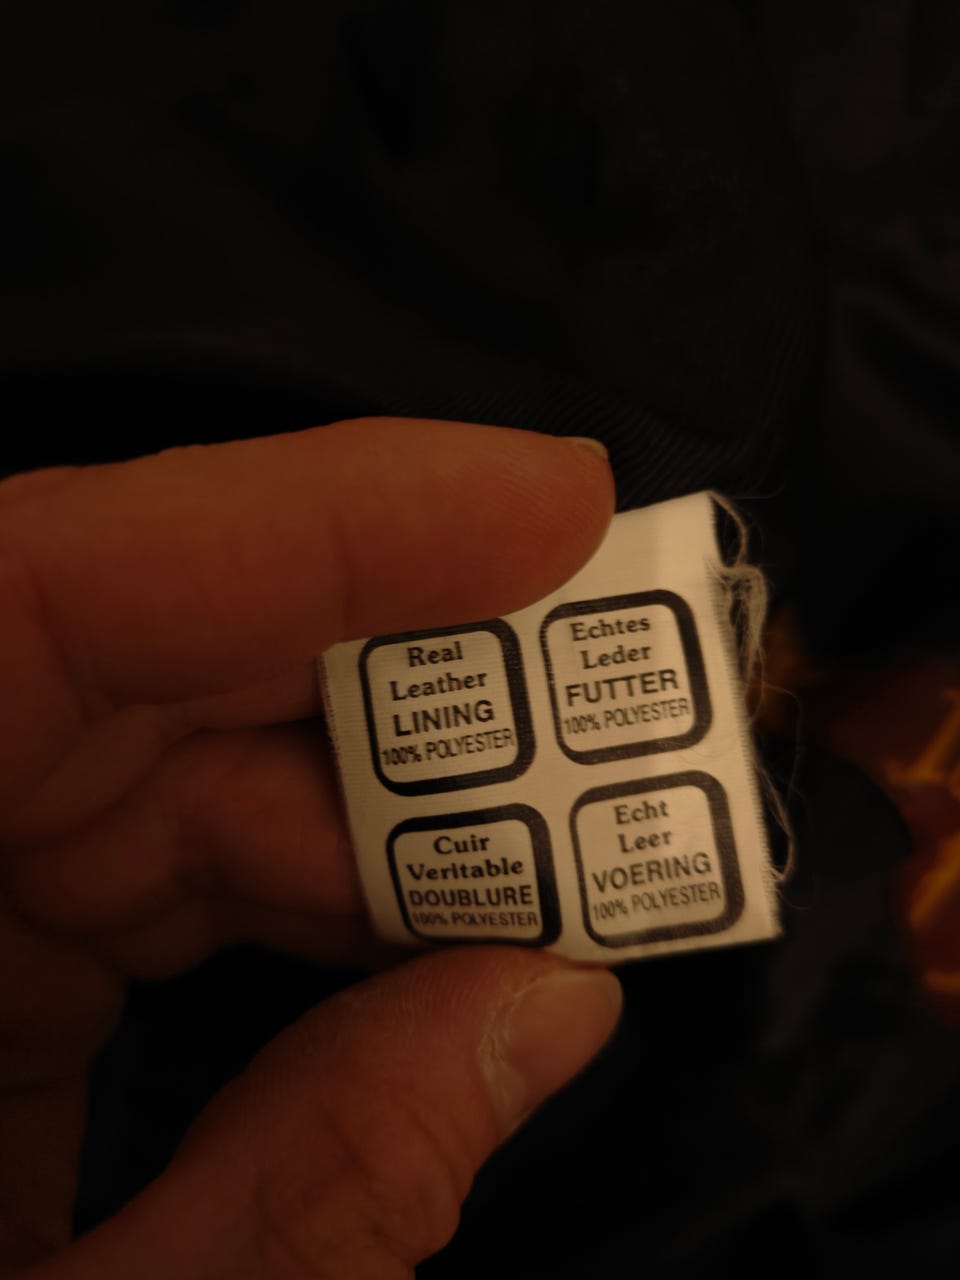 Real
Leather
LINING
100% POLYESTER
Echtes
Leder
FUTTER
100% POLYESTER
Cuir
Veritable
DOUBLURE
100% POLYESTER
Echt
Leer
VOERING
100% POLYESTER